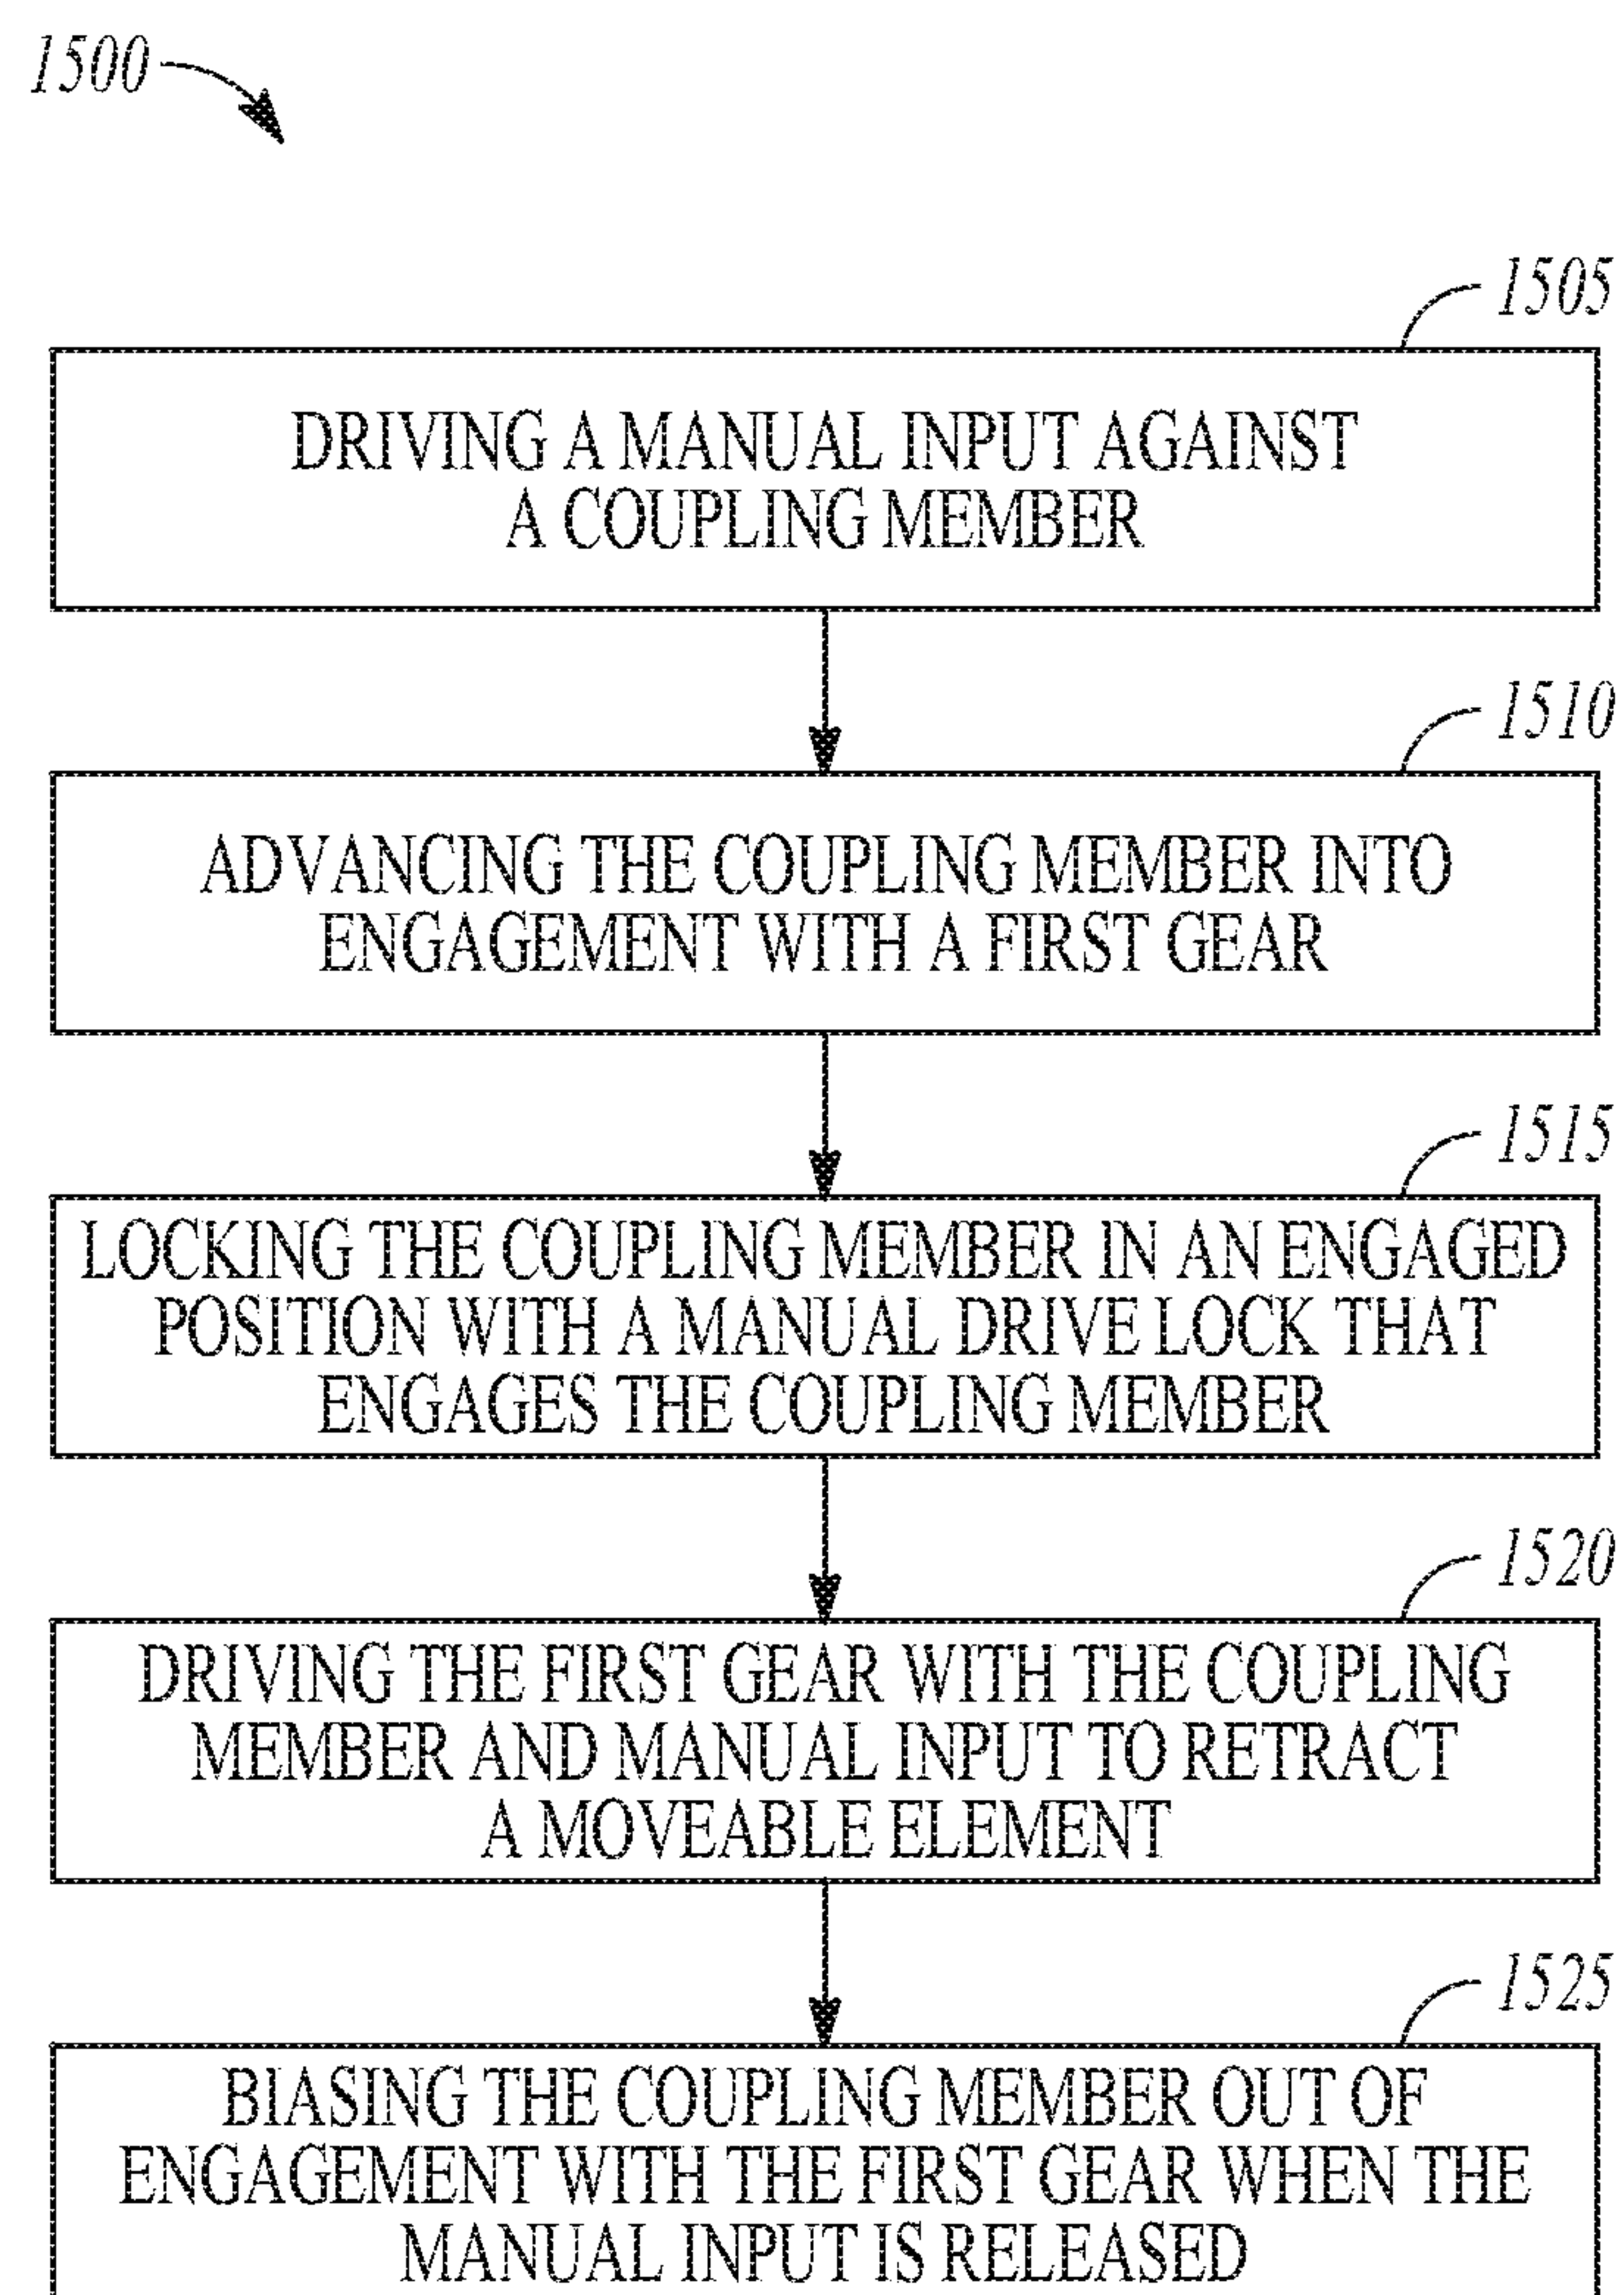 1500
1505
DRIVING A MANUAL INPUT AGAINST
A COUPLING MEMBER
1510
ADVANCING THE COUPLING MEMBER INTO
ENGAGEMENT WITH A FIRST GEAR
1515
LOCKING THE COUPLING MEMBER IN AN ENGAGED
POSITION WITH A MANUAL DRIVE LOCK THAT
ENGAGES THE COUPLING MEMBER
1520
DRIVING THE FIRST GEAR WITH THE COUPLING
MEMBER AND MANUAL INPUT TO RETRACT
A MOVEABLE ELEMENT
1525
BIASING THE COUPLING MEMBER OUT OF
ENGAGEMENT WITH THE FIRST GEAR WHEN THE
MANUAL INPUT IS RELEASED